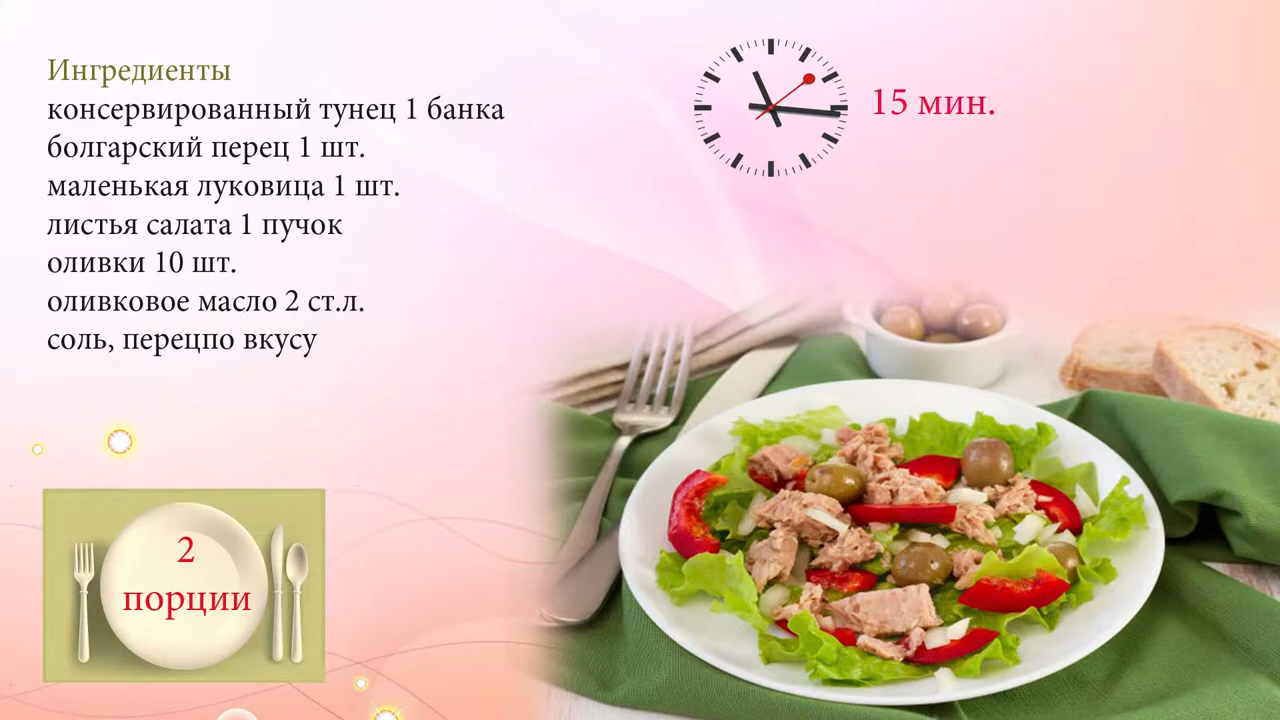 Ингредиенты
консервированный тунец 1 банка
болгарский перец 1 шт.
маленькая луковица 1 шт.
листья салата 1 пучок
оливки 10 шт.
оливковое масло 2 ст.л.
соль, перецпо вкусу
15 мин.
2
порции